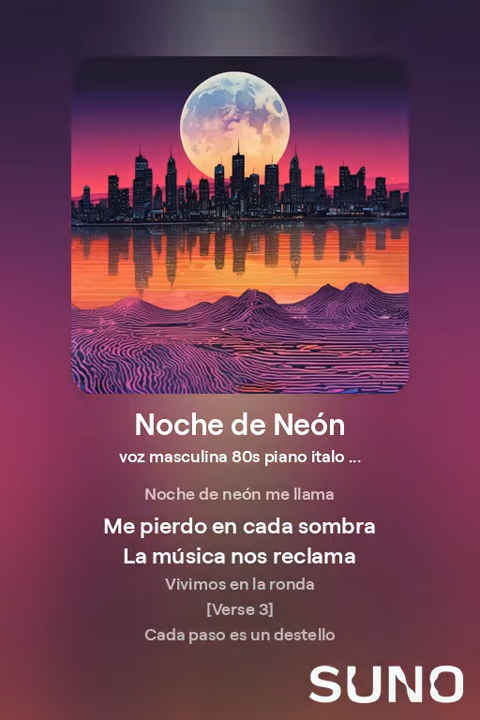 Noche de Neón
voz masculina 80s piano italo ...
Noche de neón me llama
Me pierdo en cada sombra
La música nos reclama
Vivimos en la ronda
[Verse 3]
Cada paso es un destello
SUNO